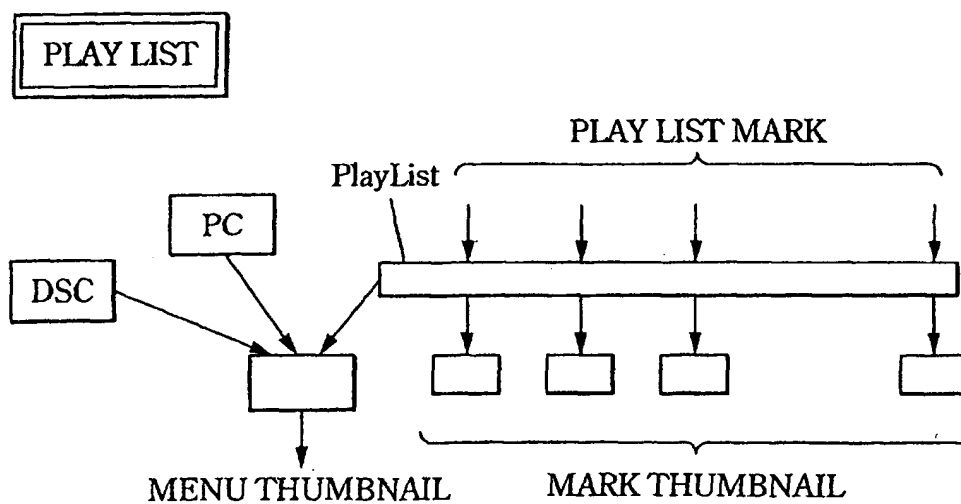 PLAY LIST
PLAY LIST MARK
PlayList
PC
DSC
MENU THUMBNAIL
MARK THUMBNAIL